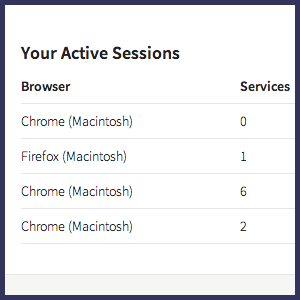 Your Active Sessions
Browser Services
Chrome (Macintosh) 0
Firefox (Macintosh) 1
Chrome (Macintosh) 6
Chrome (Macintosh) 2